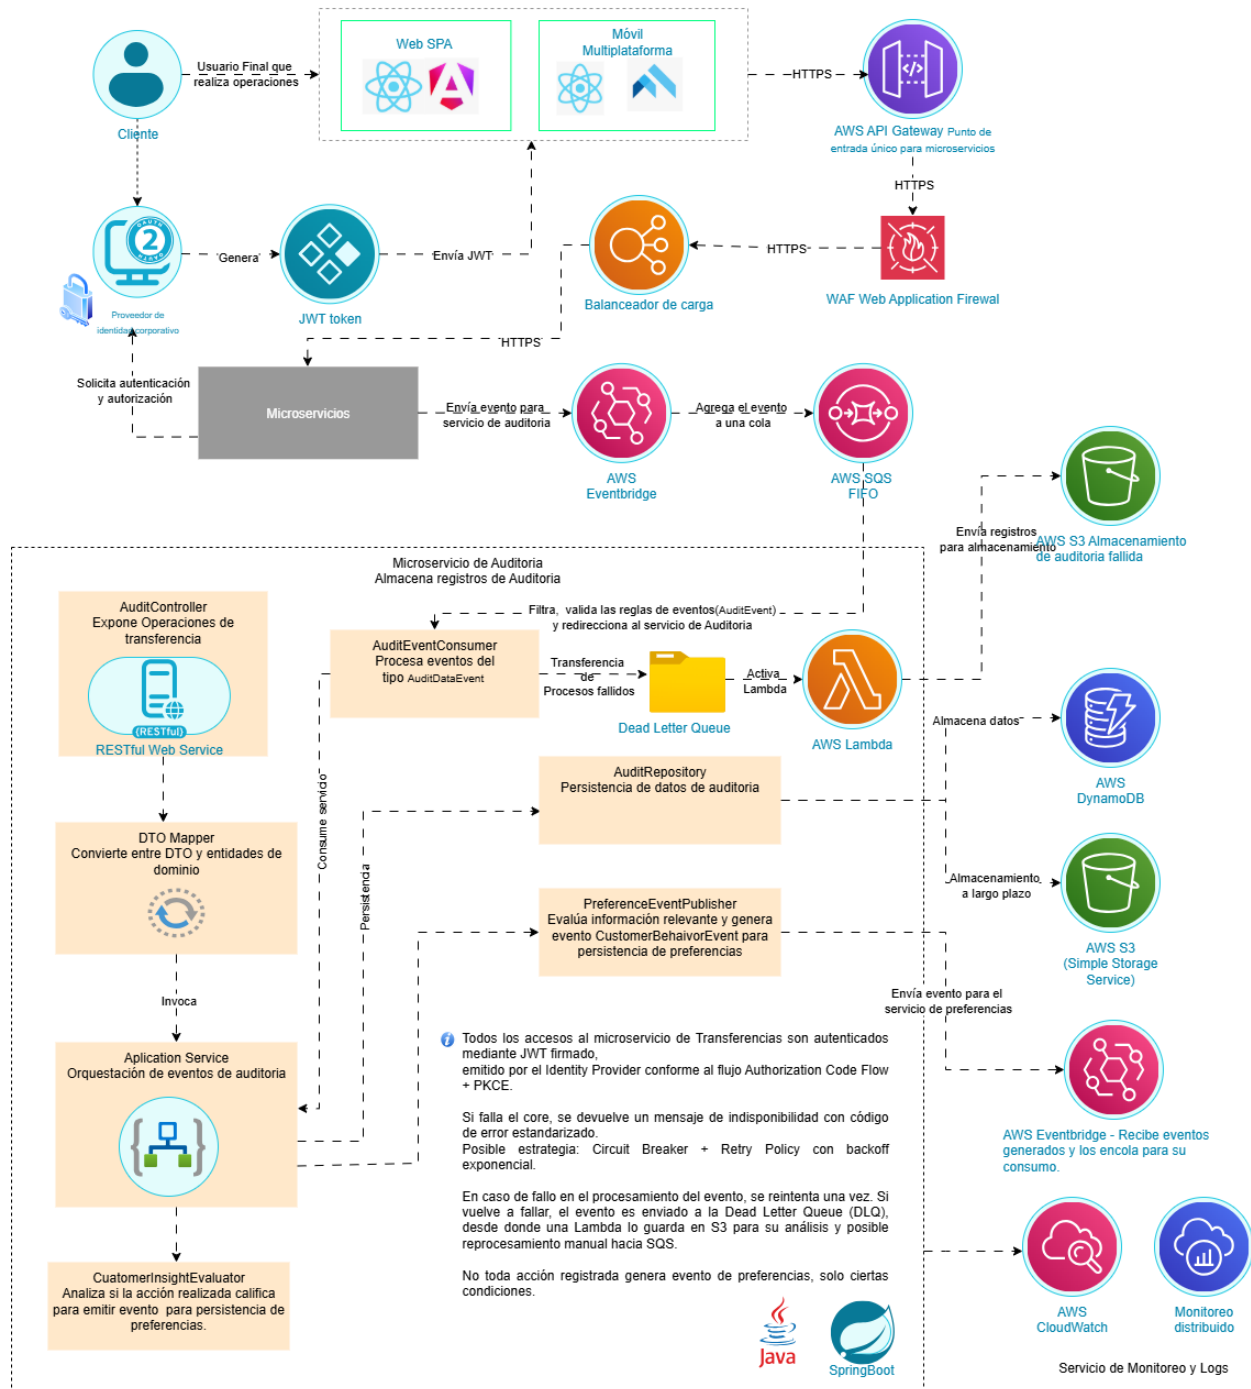 Web SPA
Móvil
Multiplataforma
Usuario Final que
realiza operaciones
HTTPS
Cliente
AWS API Gateway Punto de
entrada único para microservicios
HTTPS
OAUTH
2
OAUTH
Genera
Envía JWT
HTTPS
Proveedor de
identidad corporativo
JWT token
Balanceador de carga
WAF Web Application Firewal
HTTPS
Solicita autenticación
y autorización
Microservicios
Envía evento para
servicio de auditoria
Agrega el evento
a una cola
AWS
Eventbridge
AWS SQS
FIFO
Envía registros
para almacenamiento
AWS S3 Almacenamiento
de auditoria fallida
Microservicio de Auditoria
Almacena registros de Auditoria
AuditController
Expone Operaciones de
transferencia
{RESTful}
RESTful Web Service
Filtra, valida las reglas de eventos(AuditEvent)
y redirecciona al servicio de Auditoria
AuditEventConsumer
Procesa eventos del
tipo AuditDataEvent
Transferencia
de
Procesos fallidos
Activa
Lambda
Dead Letter Queue
AWS Lambda
Almacena datos
AWS
DynamoDB
AuditRepository
Persistencia de datos de auditoria
Consume servicio
Persistencia
DTO Mapper
Convierte entre DTO y entidades de
dominio
Almacenamiento
a largo plazo
AWS S3
(Simple Storage
Service)
PreferenceEventPublisher
Evalúa información relevante y genera
evento CustomerBehaivorEvent para
persistencia de preferencias
Invoca
Envía evento para el
servicio de preferencias
Aplication Service
Orquestación de eventos de auditoria
Todos los accesos al microservicio de Transferencias son autenticados
mediante JWT firmado,
emitido por el Identity Provider conforme al flujo Authorization Code Flow
+ PKCE.
Si falla el core, se devuelve un mensaje de indisponibilidad con código
de error estandarizado.
Posible estrategia: Circuit Breaker + Retry Policy con backoff
exponencial.
En caso de fallo en el procesamiento del evento, se reintenta una vez. Si
vuelve a fallar, el evento es enviado a la Dead Letter Queue (DLQ),
desde donde una Lambda lo guarda en S3 para su análisis y posible
reprocesamiento manual hacia SQS.
No toda acción registrada genera evento de preferencias, solo ciertas
condiciones.
AWS Eventbridge - Recibe eventos
generados y los encola para su
consumo.
CuatomerInsightEvaluator
Analiza si la acción realizada califica
para emitir evento para persistencia de
preferencias.
Java
SpringBoot
AWS
CloudWatch
Monitoreo
distribuido
Servicio de Monitoreo y Logs